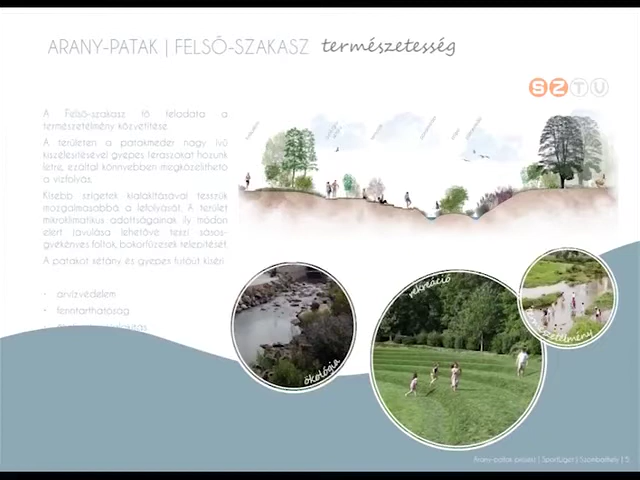 ARANY-PATAK | FELSŐ-SZAKASZ természetesség
SZTV
A Felső-szakasz fő feladata a
természetélmény közvetítése.
A területen a patakmeder nagy ívű
kiszélesítésével gyepes teraszokat hozunk
létre, ezáltal könnyebben megközelíthető
a vízfolyás.
Kisebb szigetek kialakításával tesszük
mozgalmasabbá a lefolyását. A terület
mikroklimatikus adottságainak ily módon
elért javulása lehetővé teszi sásos-
gyékényes foltok, bokorfüzesek telepítését.
A patakot sétány és gyepes futóút kíséri.
• árvízvédelem
• fenntarthatóság
rekreáció
ökológia
Arany-patak projekt | SportLiget | Szombathely | 5